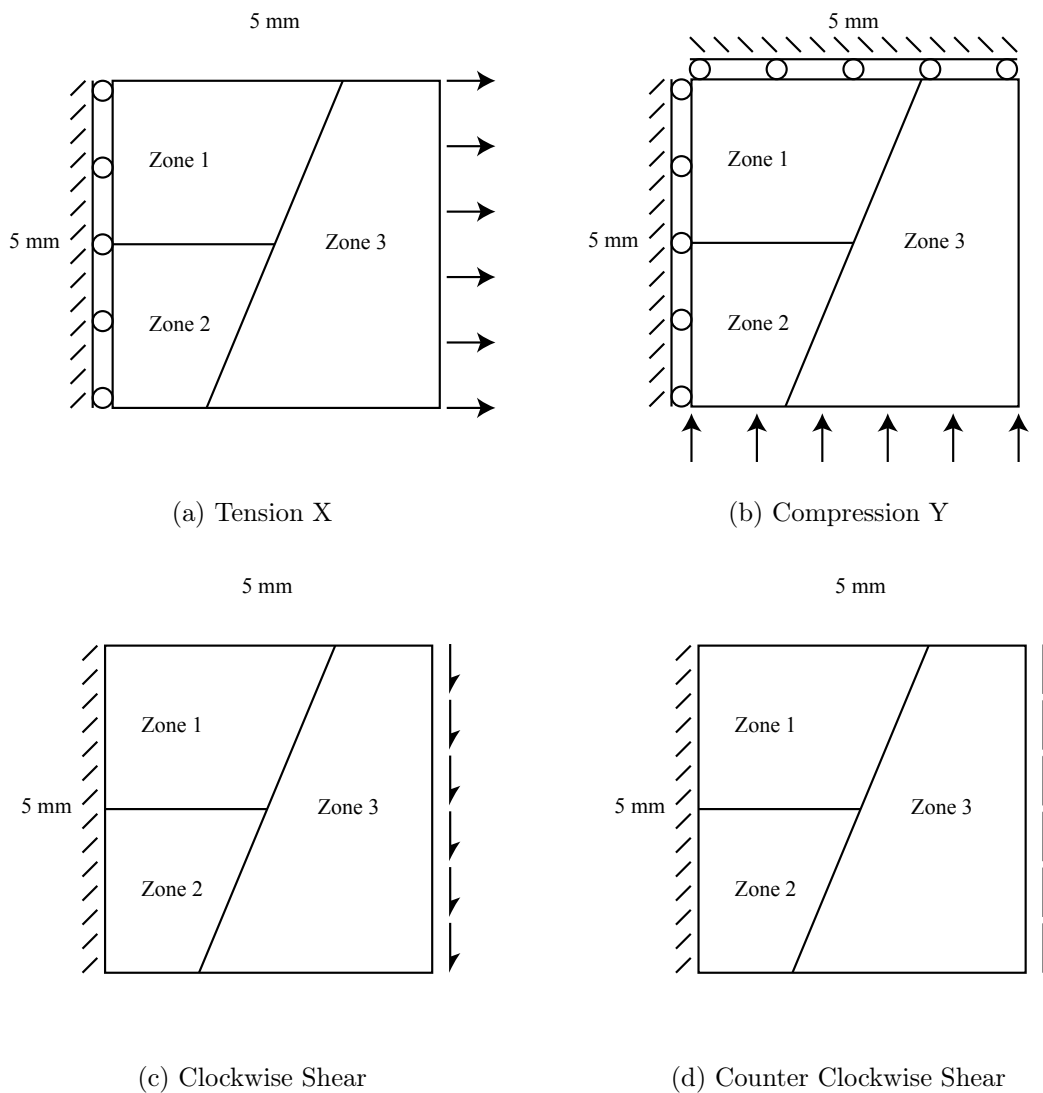 5 mm
5 mm
Zone 1
Zone 1
5 mm
Zone 3
5 mm
Zone 3
Zone 2
Zone 2
(a) Tension X
(b) Compression Y
5 mm
5 mm
Zone 1
Zone 1
5 mm
Zone 3
5 mm
Zone 3
Zone 2
Zone 2
(c) Clockwise Shear
(d) Counter Clockwise Shear